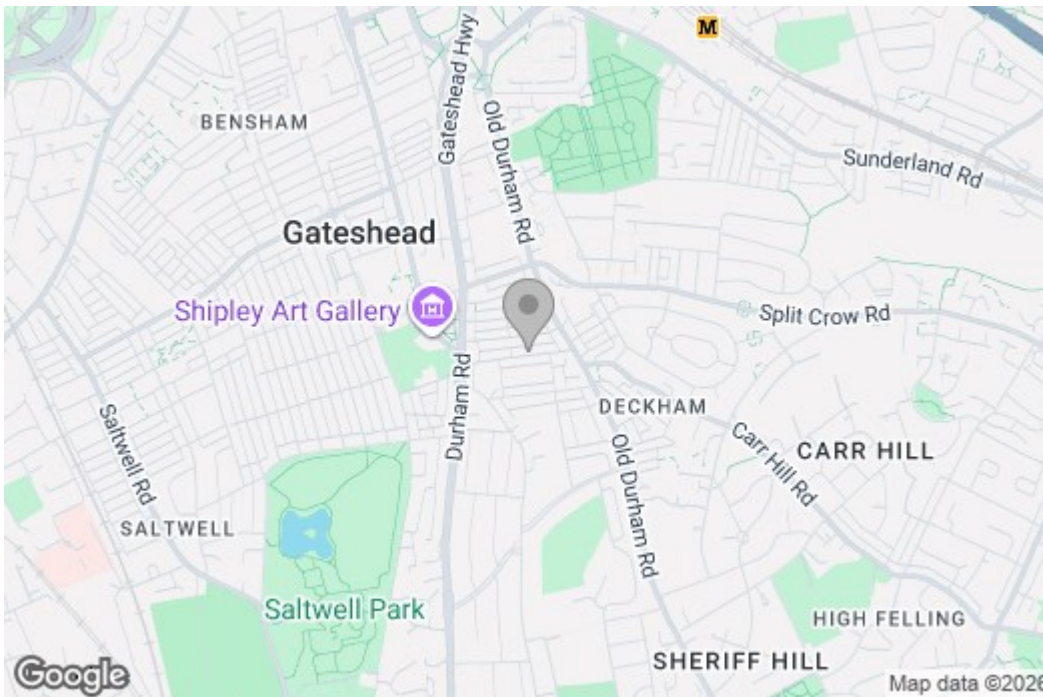 M
Gateshead Hwy
Old Durham Rd
BENSHAM
Sunderland Rd
Gateshead
Shipley Art Gallery
Split Crow Rd
Durham Rd
DECKHAM
Saltwell Rd
Old Durham Rd
Carr Hill Rd
CARR HILL
SALTWELL
Saltwell Park
HIGH FELLING
SHERIFF HILL
Google
Map data ©2026